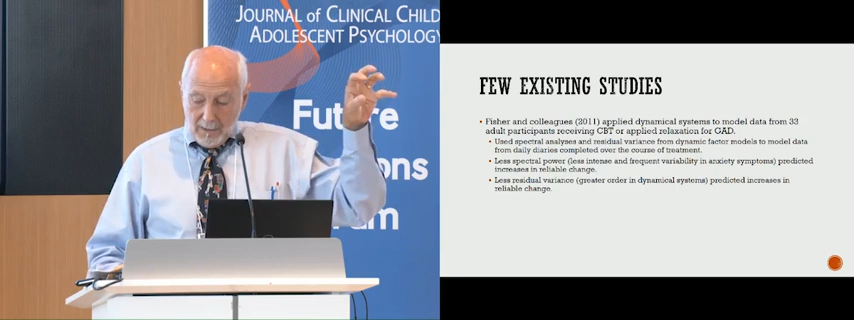 JOURNAL of CLINICAL CHILD
ADOLESCENT PSYCHOLOGY
FEW EXISTING STUDIES
Fisher and colleagues (2011) applied dynamical systems to model data from 33
adult participants receiving CBT or applied relaxation for GAD.
Used spectral analyses and residual variance from dynamic factor models to model data
from daily diaries completed over the course of treatment.
Less spectral power (less intense and frequent variability in anxiety symptoms) predicted
increases in reliable change.
Less residual variance (greater order in dynamical systems) predicted increases in
reliable change.